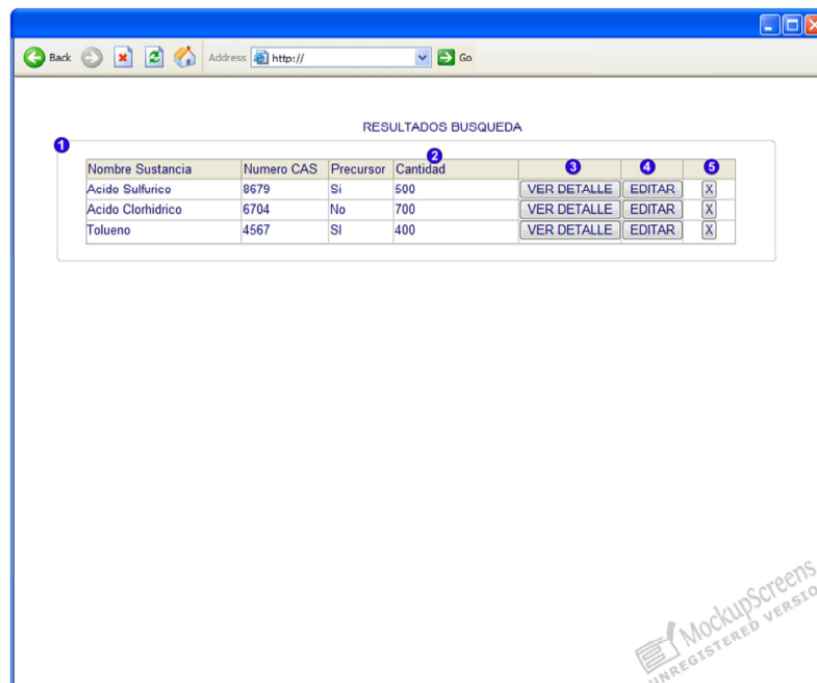 Back Address http:// Go
RESULTADOS BUSQUEDA
1
2 3 4 5
Nombre Sustancia Numero CAS Precursor Cantidad
Acido Sulfurico 8679 Si 500 VER DETALLE EDITAR X
Acido Clorhidrico 6704 No 700 VER DETALLE EDITAR X
Tolueno 4567 SI 400 VER DETALLE EDITAR X
MockupScreens
UNREGISTERED VERSIO